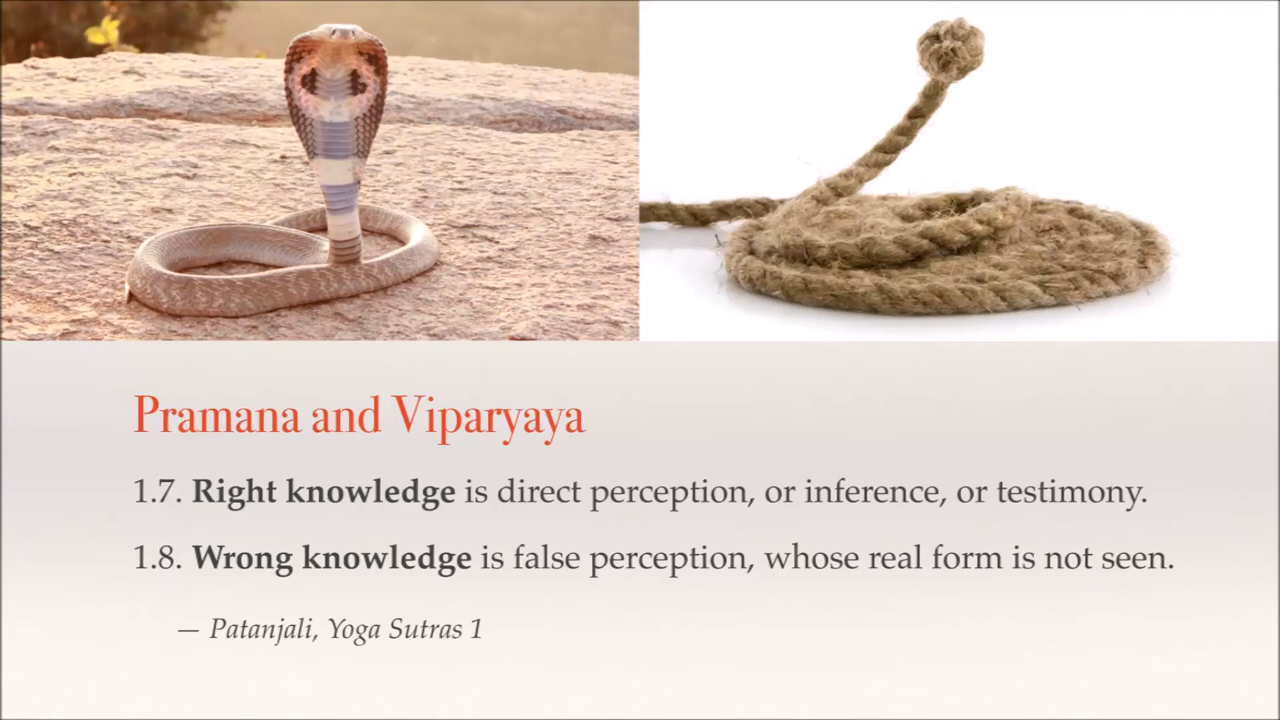 Pramana and Viparyaya
1.7. Right knowledge is direct perception, or inference, or testimony.
1.8. Wrong knowledge is false perception, whose real form is not seen.
— Patanjali, Yoga Sutras 1